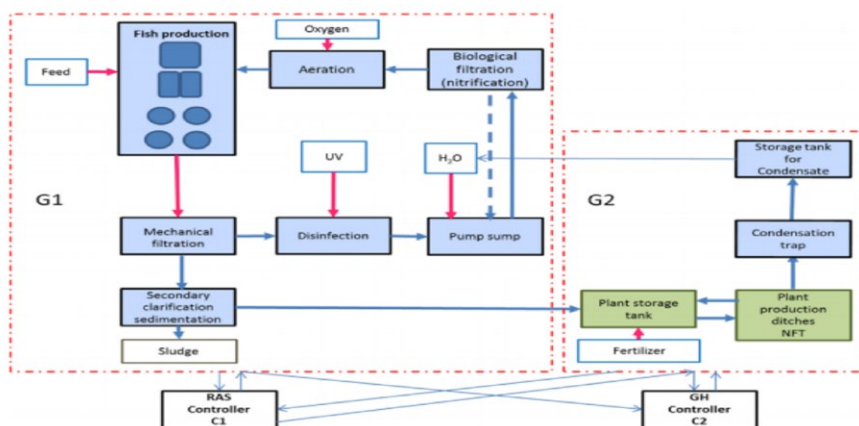 Fish production
Oxygen
Feed
Aeration
Biological
filtration
(nitrification)
UV
H₂O
Storage tank
for
Condensate
G1
G2
Mechanical
filtration
Disinfection
Pump sump
Condensation
trap
Secondary
clarification
sedimentation
Plant storage
tank
Plant
production
ditches
NFT
Sludge
Fertilizer
RAS
Controller
C1
GH
Controller
C2